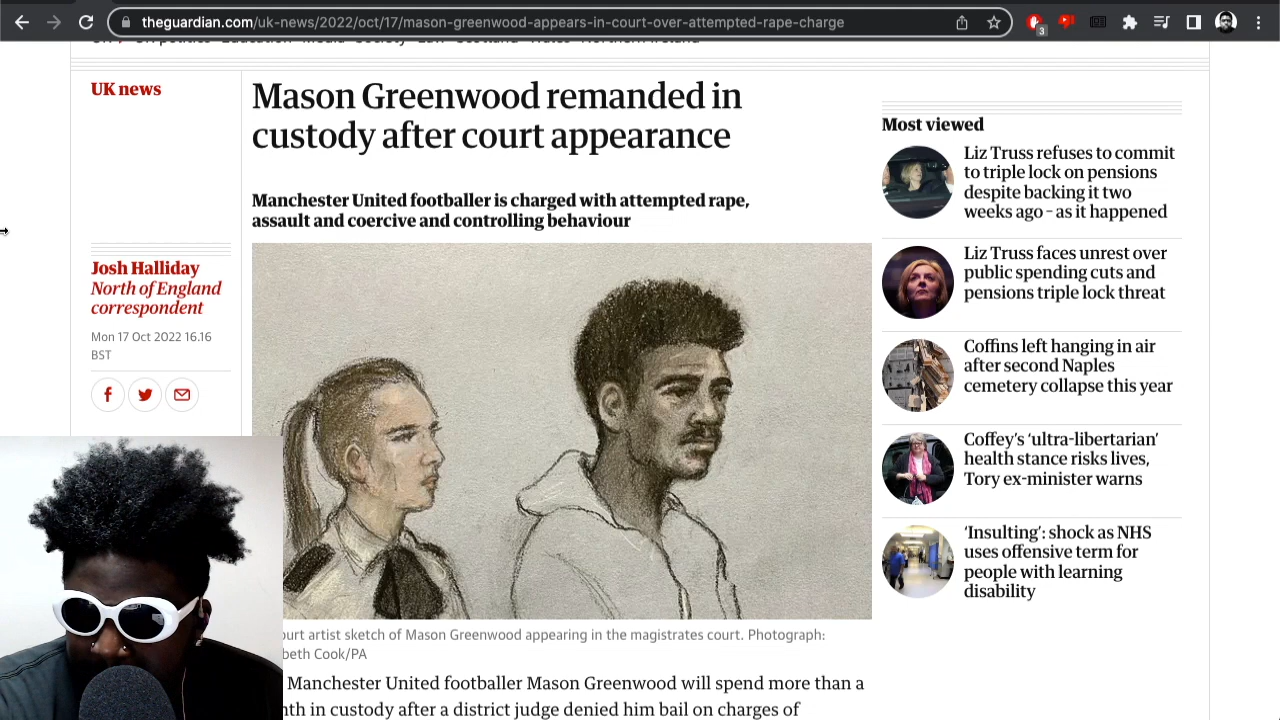 theguardian.com/uk-news/2022/oct/17/mason-greenwood-appears-in-court-over-attempted-rape-charge
3
UK news
Mason Greenwood remanded in
custody after court appearance
Manchester United footballer is charged with attempted rape,
assault and coercive and controlling behaviour
Josh Halliday
North of England
correspondent
Mon 17 Oct 2022 16.16
BST
Most viewed
Liz Truss refuses to commit
to triple lock on pensions
despite backing it two
weeks ago – as it happened
Liz Truss faces unrest over
public spending cuts and
pensions triple lock threat
Coffins left hanging in air
after second Naples
cemetery collapse this year
Coffey’s ‘ultra-libertarian’
health stance risks lives,
Tory ex-minister warns
‘Insulting’: shock as NHS
uses offensive term for
people with learning
disability
artist sketch of Mason Greenwood appearing in the magistrates court. Photograph:
Cook/PA
Manchester United footballer Mason Greenwood will spend more than a
in custody after a district judge denied him bail on charges of